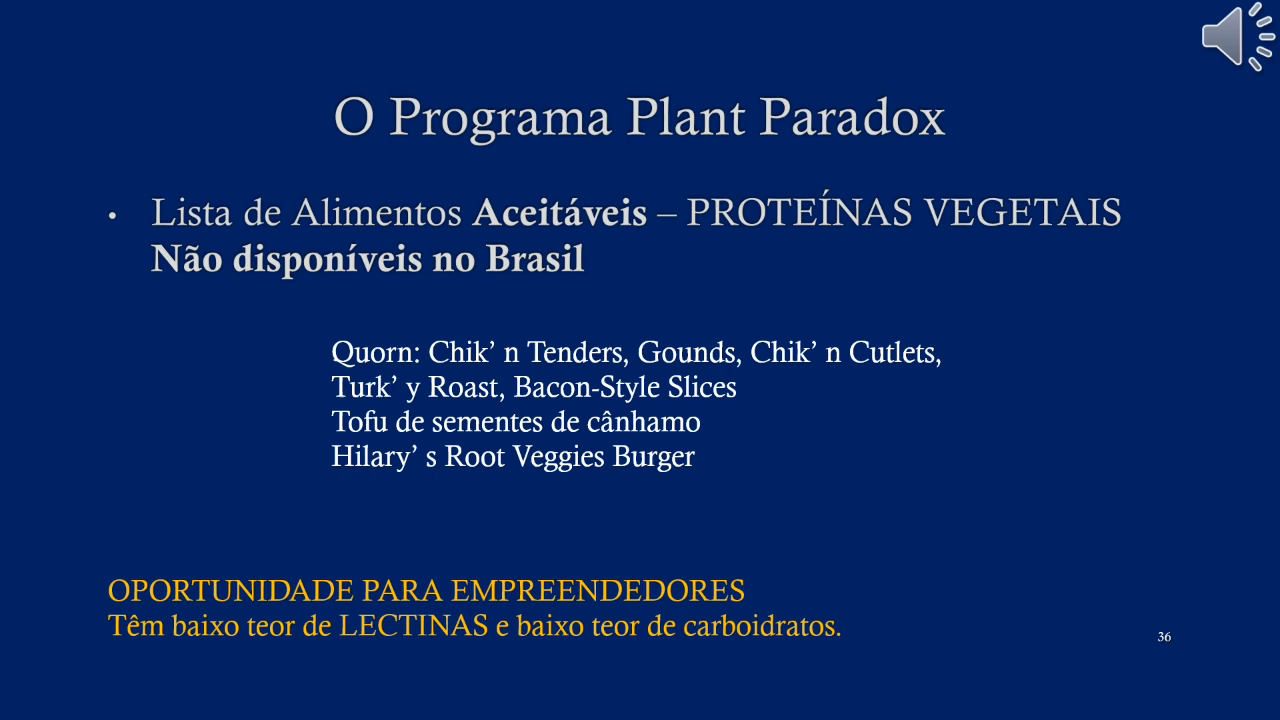 O Programa Plant Paradox
• Lista de Alimentos Aceitáveis – PROTEÍNAS VEGETAIS
Não disponíveis no Brasil
Quorn: Chik’ n Tenders, Gounds, Chik’ n Cutlets,
Turk’ y Roast, Bacon-Style Slices
Tofu de sementes de cânhamo
Hilary’ s Root Veggies Burger
OPORTUNIDADE PARA EMPREENDEDORES
Têm baixo teor de LECTINAS e baixo teor de carboidratos.
36